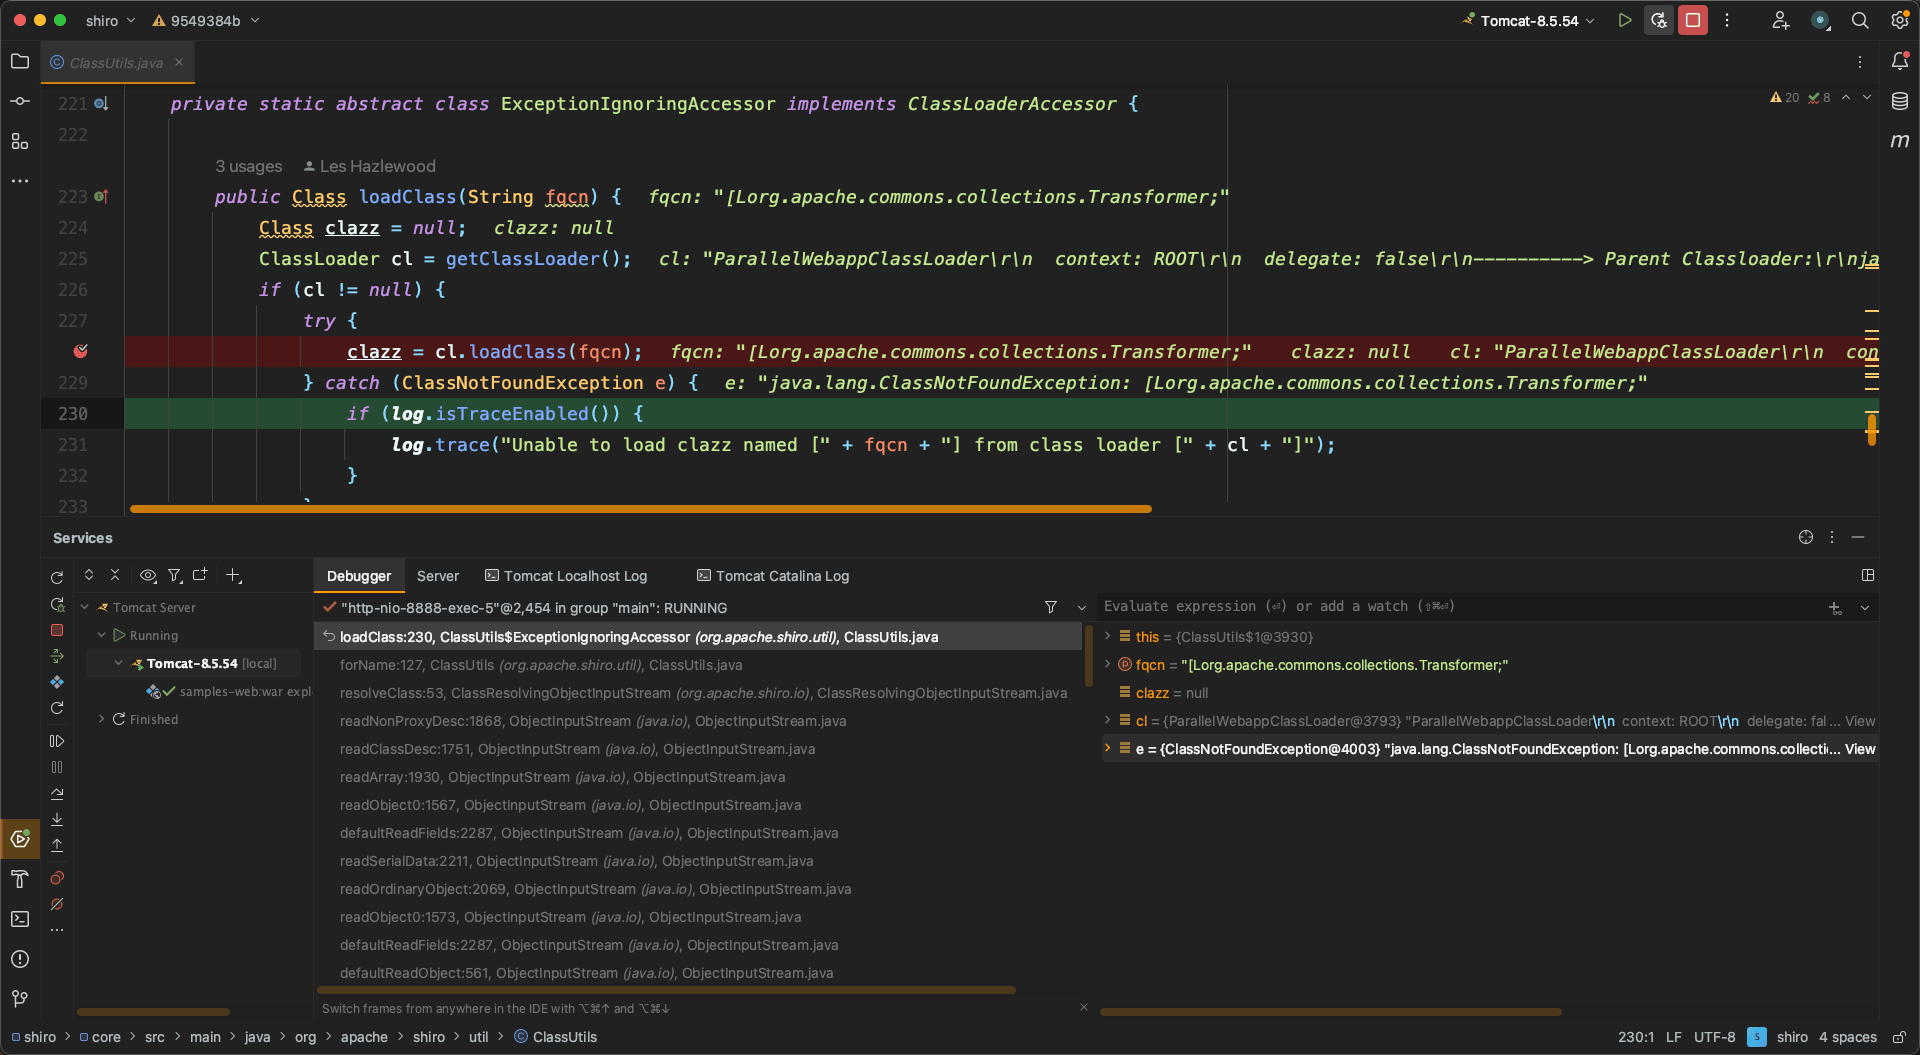 shiro
9549384b
Tomcat-8.5.54
ClassUtils.java
221 private static abstract class ExceptionIgnoringAccessor implements ClassLoaderAccessor {
20 8
222
3 usages Les Hazlewood
223 public Class loadClass(String fqcn) { fqcn: "[Lorg.apache.commons.collections.Transformer;"
224 Class clazz = null; clazz: null
225 ClassLoader cl = getClassLoader(); cl: "ParallelWebappClassLoader\r\n context: ROOT\r\n delegate: false\r\n----------> Parent Classloader:\r\nja
226 if (cl != null) {
227 try {
clazz = cl.loadClass(fqcn); fqcn: "[Lorg.apache.commons.collections.Transformer;" clazz: null cl: "ParallelWebappClassLoader\r\n con
229 } catch (ClassNotFoundException e) { e: "java.lang.ClassNotFoundException: [Lorg.apache.commons.collections.Transformer;"
230 if (log.isTraceEnabled()) {
231 log.trace("Unable to load clazz named [" + fqcn + "] from class loader [" + cl + "]");
232 }
233
Services
Debugger Server Tomcat Localhost Log Tomcat Catalina Log
Tomcat Server
Running
Tomcat-8.5.54 [local]
samples-web:war expl
Finished
"http-nio-8888-exec-5"@2,454 in group "main": RUNNING
loadClass:230, ClassUtils$ExceptionIgnoringAccessor (org.apache.shiro.util), ClassUtils.java
forName:127, ClassUtils (org.apache.shiro.util), ClassUtils.java
resolveClass:53, ClassResolvingObjectInputStream (org.apache.shiro.io), ClassResolvingObjectInputStream.java
readNonProxyDesc:1868, ObjectInputStream (java.io), ObjectInputStream.java
readClassDesc:1751, ObjectInputStream (java.io), ObjectInputStream.java
readArray:1930, ObjectInputStream (java.io), ObjectInputStream.java
readObject0:1567, ObjectInputStream (java.io), ObjectInputStream.java
defaultReadFields:2287, ObjectInputStream (java.io), ObjectInputStream.java
readSerialData:2211, ObjectInputStream (java.io), ObjectInputStream.java
readOrdinaryObject:2069, ObjectInputStream (java.io), ObjectInputStream.java
readObject0:1573, ObjectInputStream (java.io), ObjectInputStream.java
defaultReadFields:2287, ObjectInputStream (java.io), ObjectInputStream.java
defaultReadObject:561, ObjectInputStream (java.io), ObjectInputStream.java
Switch frames from anywhere in the IDE with ⌥⌘↑ and ⌥⌘↓
Evaluate expression (⏎) or add a watch (⇧⌘⏎)
this = {ClassUtils$1@3930}
fqcn = "[Lorg.apache.commons.collections.Transformer;"
clazz = null
cl = {ParallelWebappClassLoader@3793} "ParallelWebappClassLoader\r\n context: ROOT\r\n delegate: fal ... View
e = {ClassNotFoundException@4003} "java.lang.ClassNotFoundException: [Lorg.apache.commons.collecti... View
shiro > core > src > main > java > org > apache > shiro > util > ClassUtils
230:1 LF UTF-8 S shiro 4 spaces